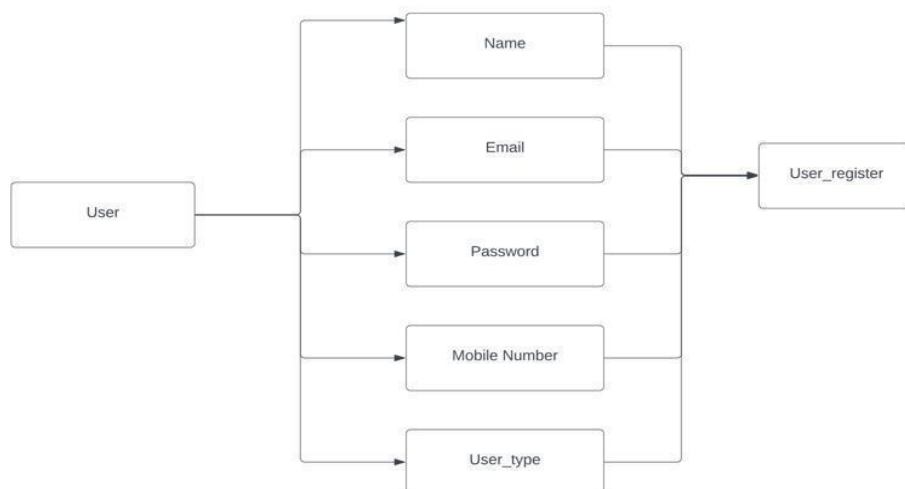 Name
Email
User_register
User
Password
Mobile Number
User_type